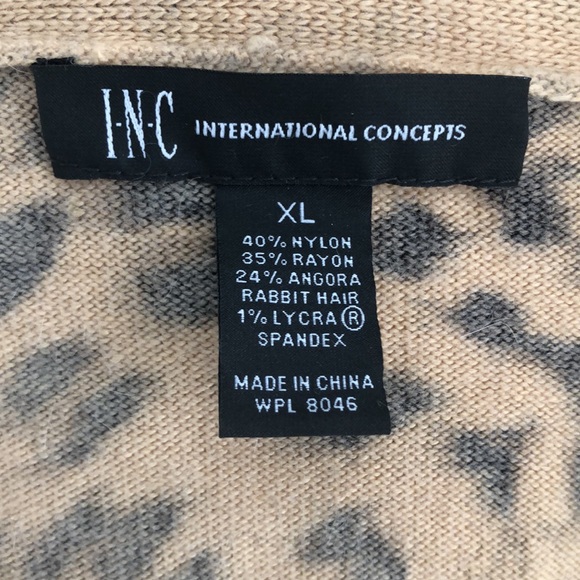 I·N·C INTERNATIONAL CONCEPTS
XL
40% NYLON
35% RAYON
24% ANGORA
RABBIT HAIR
1% LYCRA ®
SPANDEX
MADE IN CHINA
WPL 8046